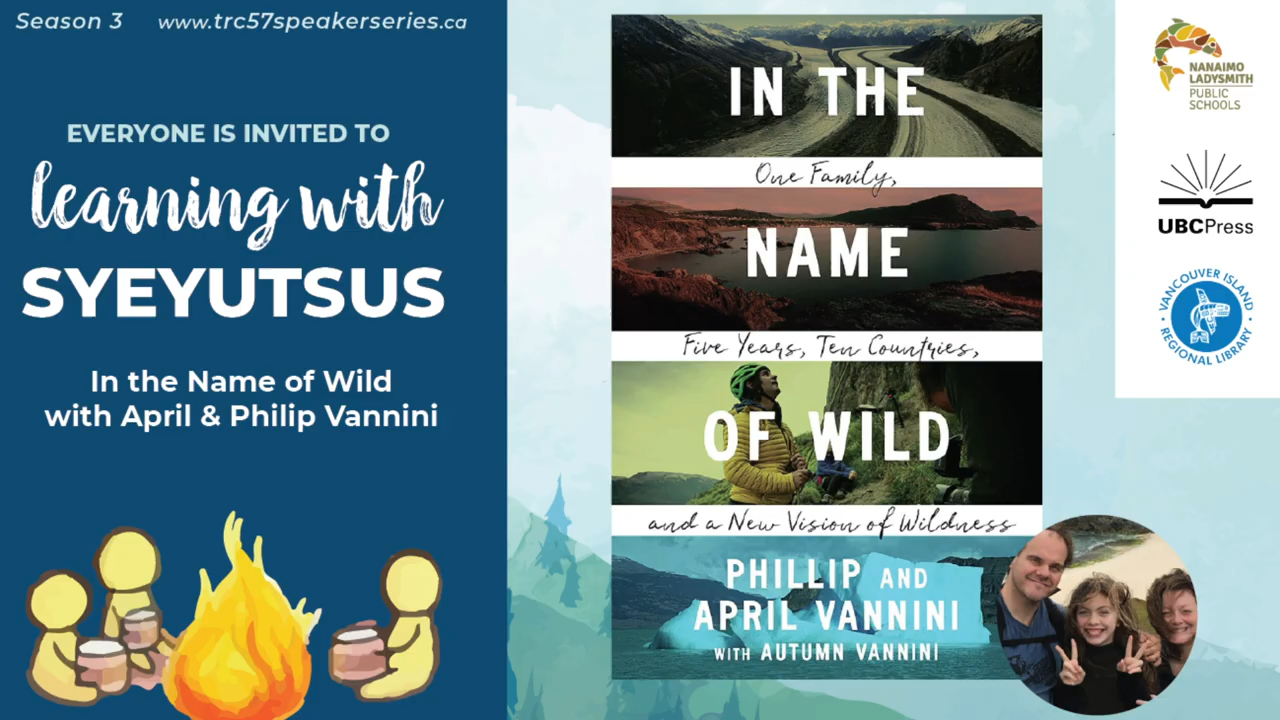 Season 3 www.trc57speakerseries.ca
EVERYONE IS INVITED TO
learning with
SYEYUTSUS
In the Name of Wild
with April & Philip Vannini
IN THE
One Family,
NAME
Five Years, Ten Countries,
OF WILD
and a New Vision of Wildness
PHILLIP AND
APRIL VANNINI
WITH AUTUMN VANNINI
NANAIMO
LADYSMITH
PUBLIC
SCHOOLS
UBCPress
VANCOUVER ISLAND
REGIONAL LIBRARY